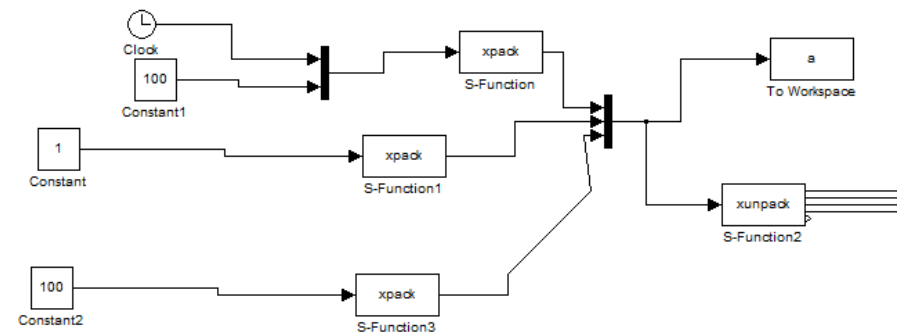 Clock
100
Constant1
xpack
S-Function
a
To Workspace
1
Constant
xpack
S-Function1
xunpack
S-Function2
100
Constant2
xpack
S-Function3